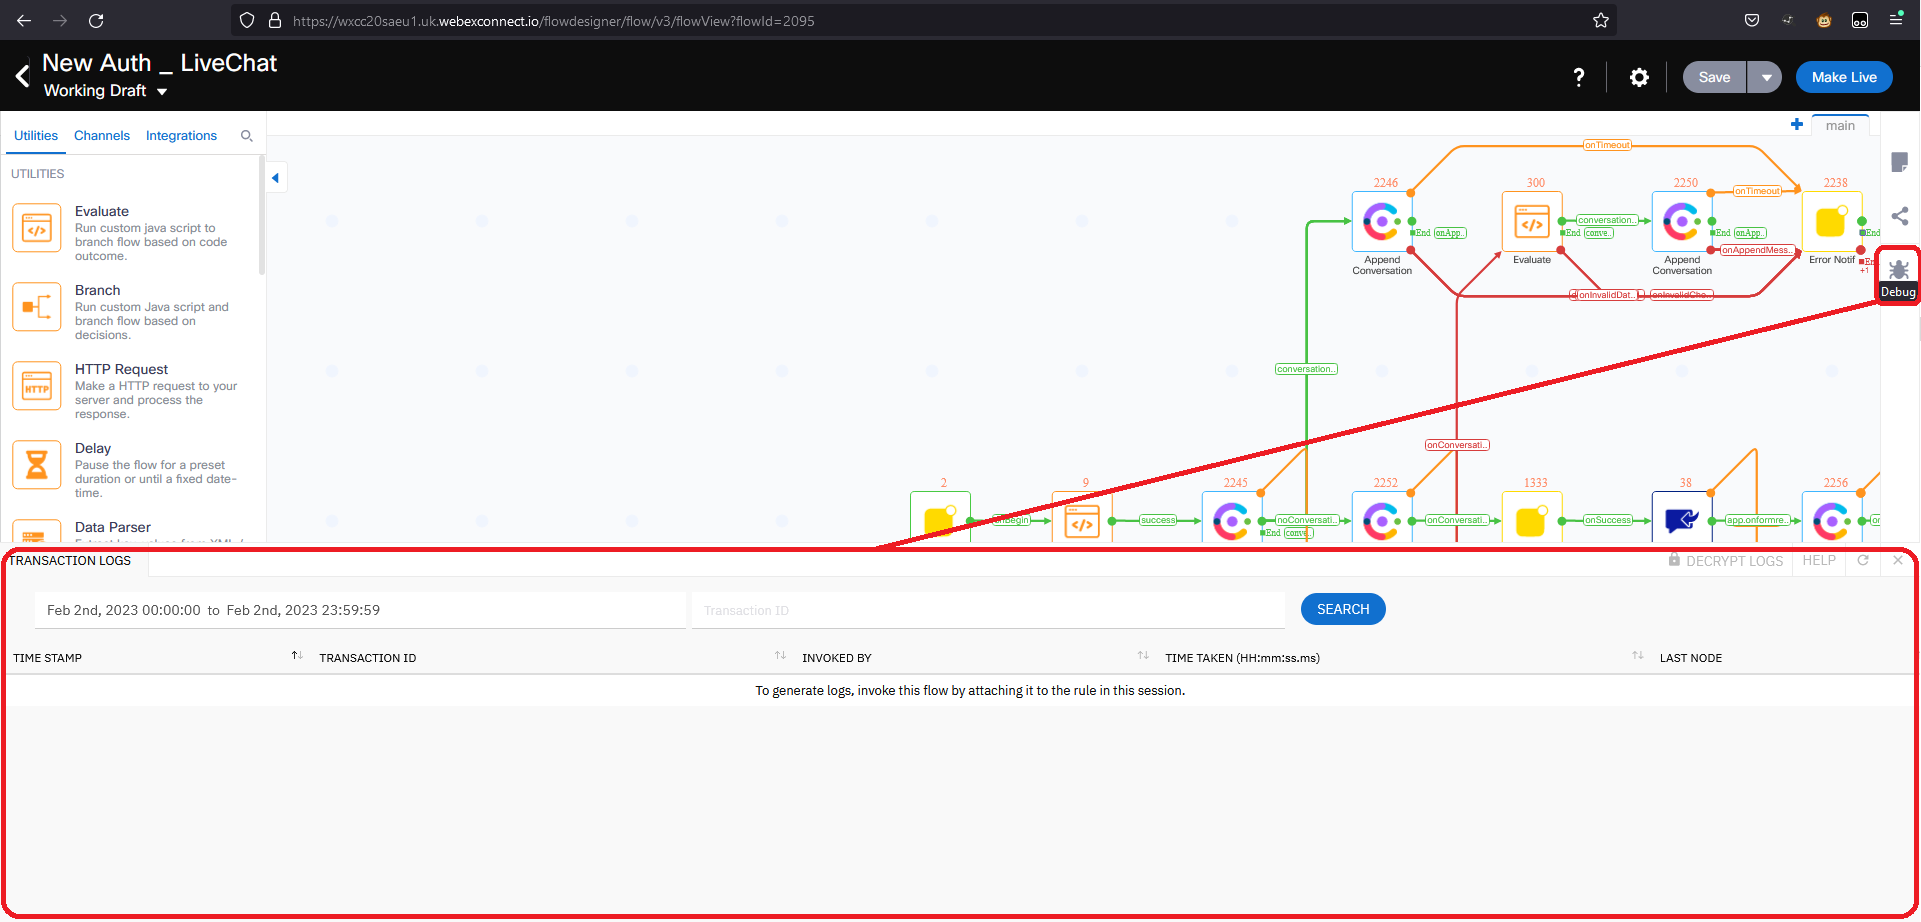 https://wxcc20saeu1.uk.webexconnect.io/flowdesigner/flow/v3/flowView?flowId=2095
New Auth _ LiveChat
Working Draft
?
Save
Make Live
Utilities Channels Integrations
main
UTILITIES
Evaluate
Run custom java script to
branch flow based on code
outcome.
Branch
Run custom Java script and
branch flow based on
decisions.
HTTP Request
HTTP
Make a HTTP request to your
server and process the
response.
Delay
Pause the flow for a preset
duration or until a fixed date-
time.
Data Parser
onTimeout
2246 300 2250 2238
onTimeout
conversation..
End onApp.. End conve.. End onApp.. End
onAppendMess..
Append
Conversation
Evaluate
Append
Conversation
Error Notif
+1
Debug
onInvalidDat.. onInvalidCho..
conversation..
onConversati..
2 9 2245 2252 1333 38 2256
onBegin success noConversati.. onConversati.. onSuccess app.onformre..
End conve..
TRANSACTION LOGS
DECRYPT LOGS HELP
Feb 2nd, 2023 00:00:00 to Feb 2nd, 2023 23:59:59
Transaction ID
SEARCH
TIME STAMP TRANSACTION ID INVOKED BY TIME TAKEN (HH:mm:ss.ms) LAST NODE
To generate logs, invoke this flow by attaching it to the rule in this session.